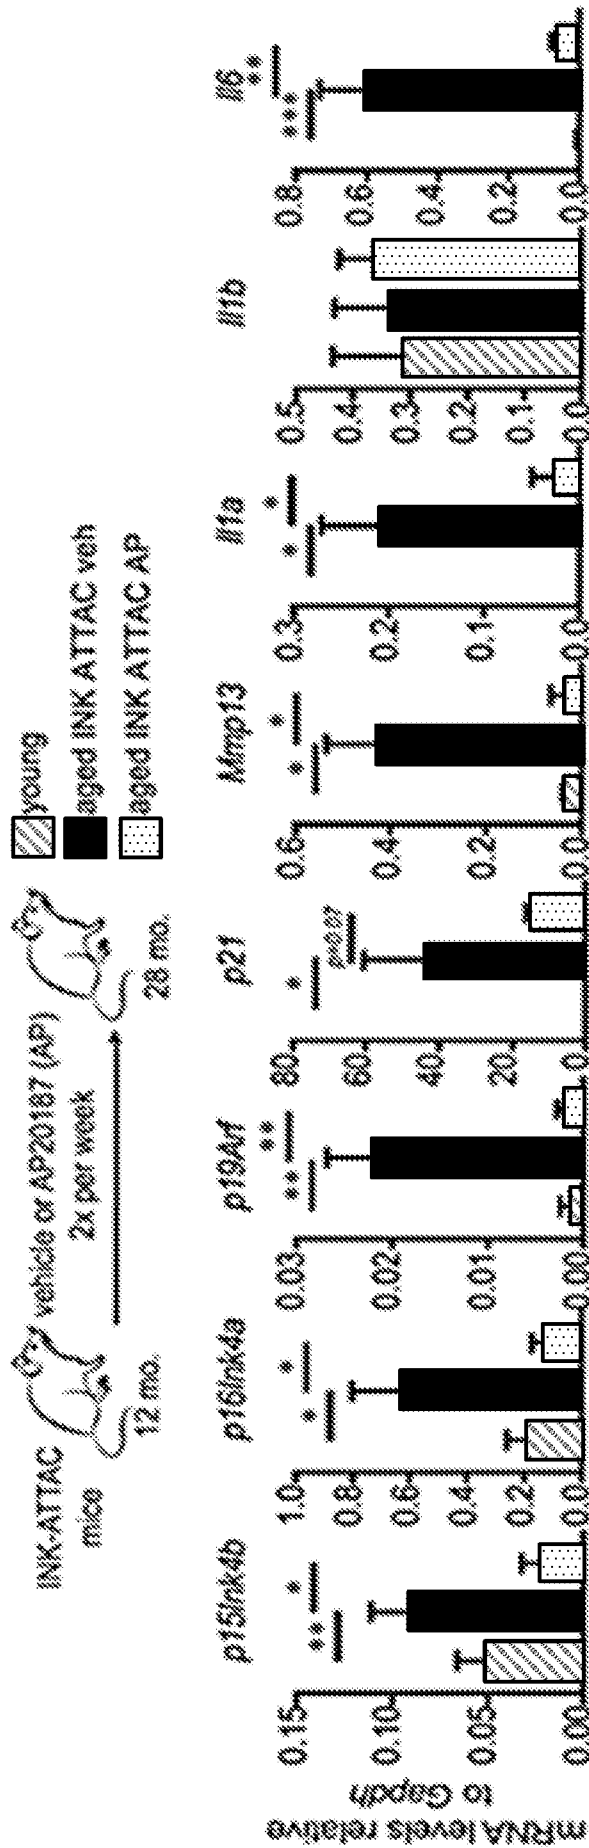 INK-ATTAC
mice
vehicle or AP20187 (AP)
2x per week
12 mo.
28 mo.
young
aged INK ATTAC veh
aged INK ATTAC AP
mRNA levels relative
to Gapdh
p15Ink4b
** *
0.15
0.10
0.05
0.00
p16Ink4a
* *
1.0
0.8
0.6
0.4
0.2
0.0
p19Arf
** **
0.03
0.02
0.01
0.00
p21
* p=0.07
80
60
40
20
0
Mmp13
* *
0.6
0.4
0.2
0.0
Il1a
* *
0.3
0.2
0.1
0.0
Il1b
0.5
0.4
0.3
0.2
0.1
0.0
Il6
*** **
0.8
0.6
0.4
0.2
0.0